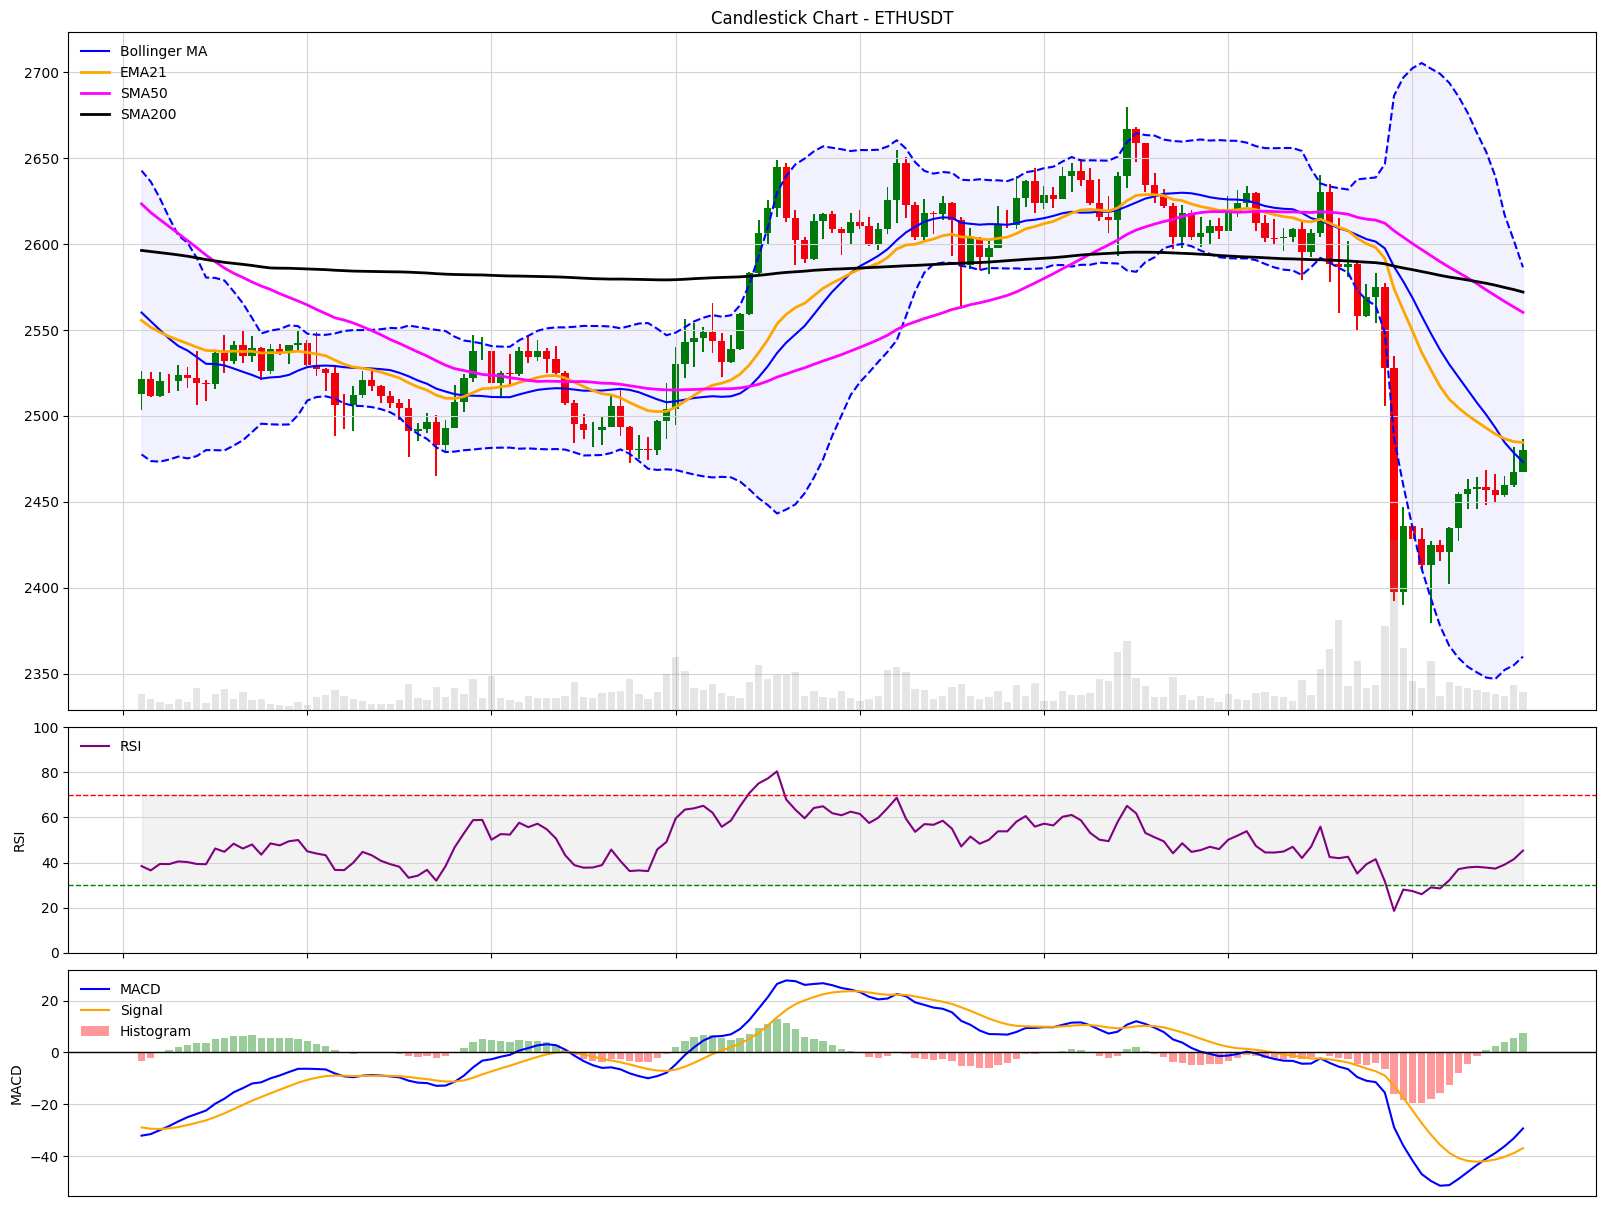 Candlestick Chart - ETHUSDT
Bollinger MA
EMA21
SMA50
SMA200
2700
2650
2600
2550
2500
2450
2400
2350
RSI
100
80
60
40
20
0
RSI
MACD
Signal
Histogram
20
0
−20
−40
MACD